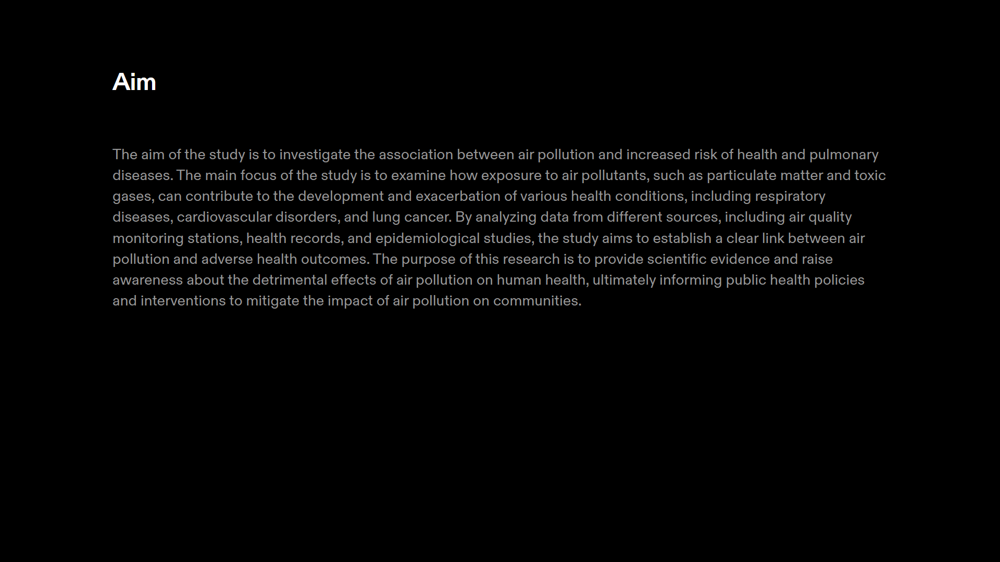 Aim
The aim of the study is to investigate the association between air pollution and increased risk of health and pulmonary
diseases. The main focus of the study is to examine how exposure to air pollutants, such as particulate matter and toxic
gases, can contribute to the development and exacerbation of various health conditions, including respiratory
diseases, cardiovascular disorders, and lung cancer. By analyzing data from different sources, including air quality
monitoring stations, health records, and epidemiological studies, the study aims to establish a clear link between air
pollution and adverse health outcomes. The purpose of this research is to provide scientific evidence and raise
awareness about the detrimental effects of air pollution on human health, ultimately informing public health policies
and interventions to mitigate the impact of air pollution on communities.